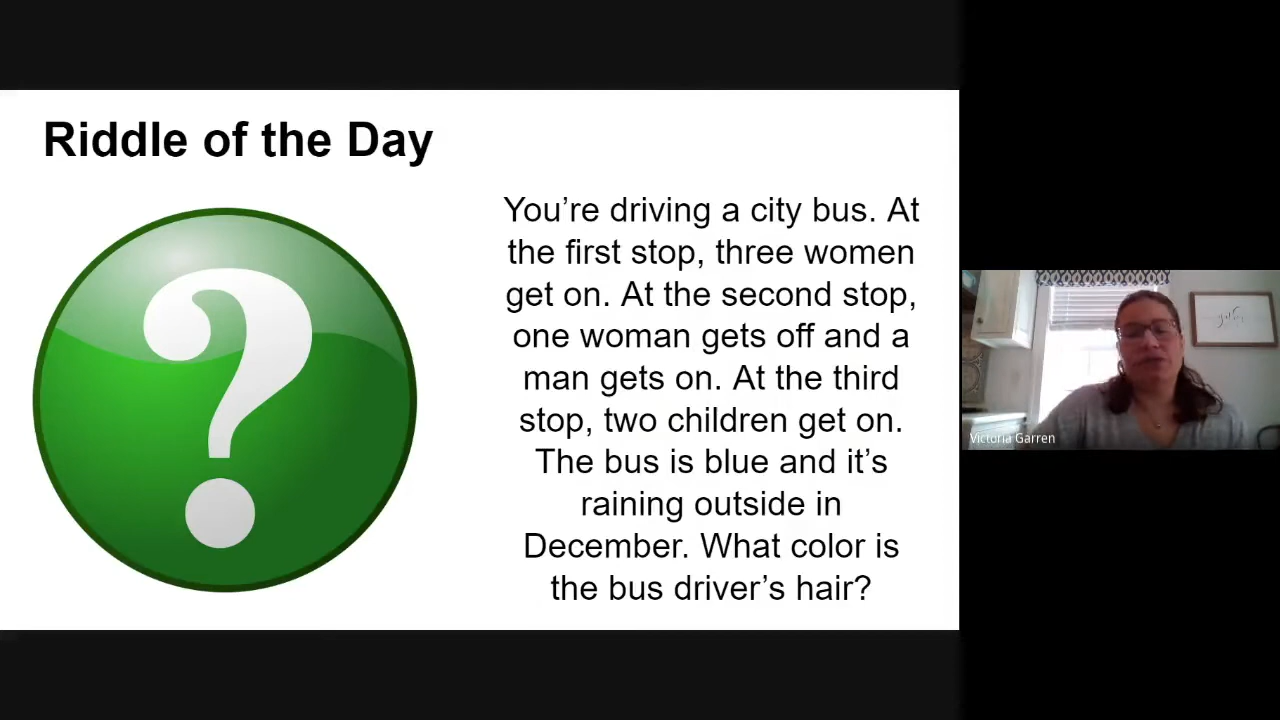 Riddle of the Day
You’re driving a city bus. At
the first stop, three women
get on. At the second stop,
one woman gets off and a
man gets on. At the third
stop, two children get on.
The bus is blue and it’s
raining outside in
December. What color is
the bus driver’s hair?
Victoria Garren